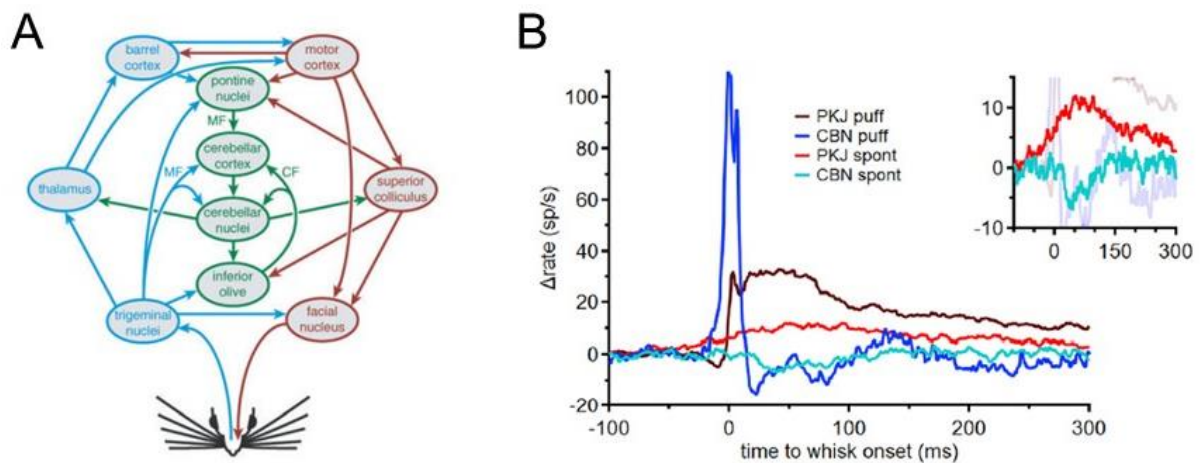 A
barrel
cortex
motor
cortex
pontine
nuclei
MF
cerebellar
cortex
MF
CF
thalamus
superior
colliculus
cerebellar
nuclei
inferior
olive
trigeminal
nuclei
facial
nucleus
B
Δrate (sp/s)
100
80
60
40
20
0
-20
PKJ puff
CBN puff
PKJ spont
CBN spont
10
0
-10
0 150 300
-100 0 100 200 300
time to whisk onset (ms)